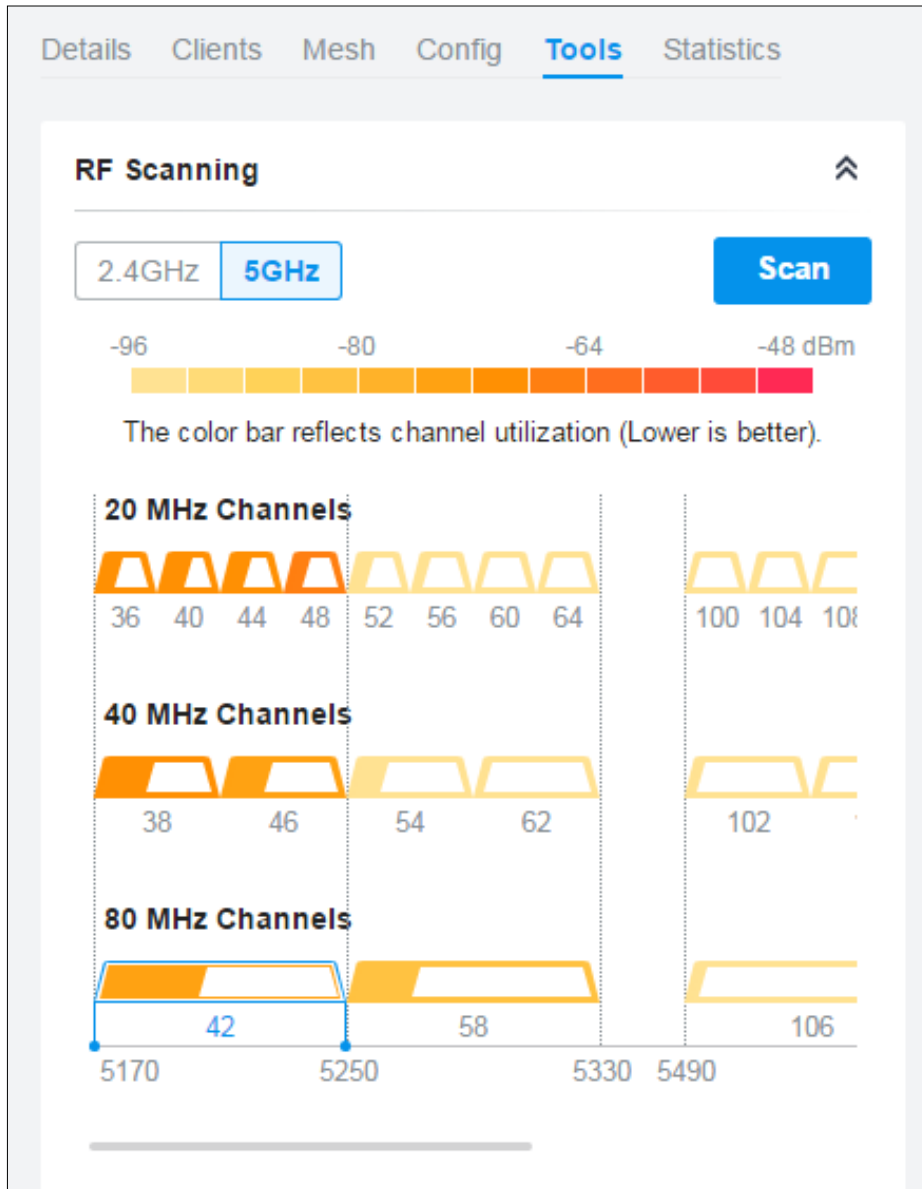 Details Clients Mesh Config Tools Statistics
RF Scanning
2.4GHz 5GHz Scan
-96 -80 -64 -48 dBm
The color bar reflects channel utilization (Lower is better).
20 MHz Channels
36 40 44 48 52 56 60 64 100 104 108
40 MHz Channels
38 46 54 62 102
80 MHz Channels
42 58 106
5170 5250 5330 5490